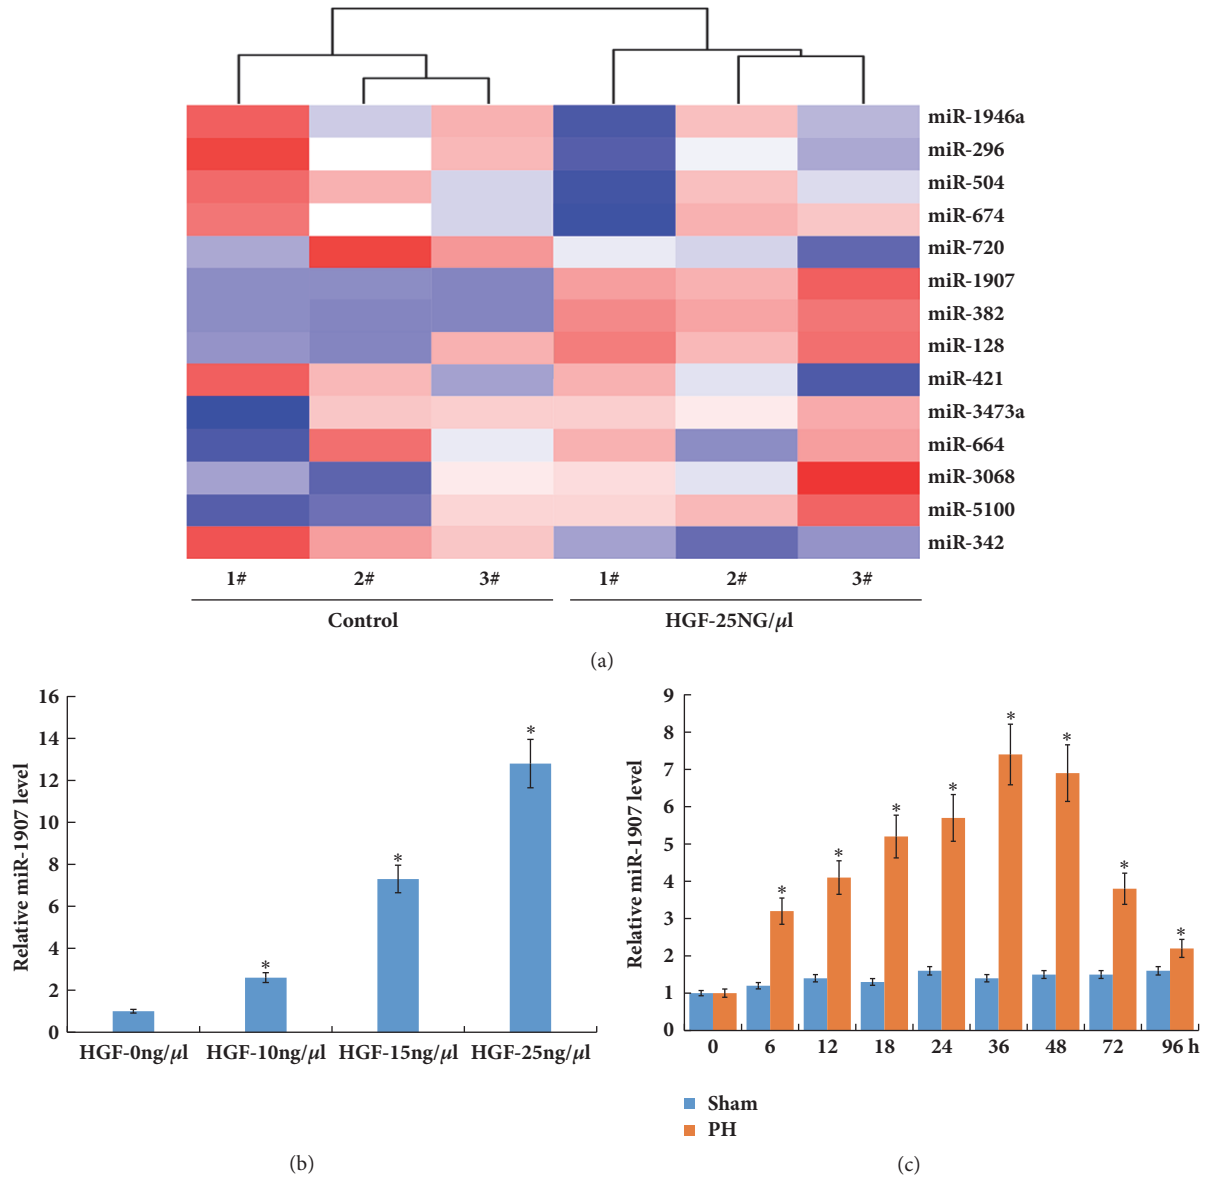 miR-1946a
miR-296
miR-504
miR-674
miR-720
miR-1907
miR-382
miR-128
miR-421
miR-3473a
miR-664
miR-3068
miR-5100
miR-342
1# 2# 3# 1# 2# 3#
Control HGF-25NG/μl
(a)
Relative miR-1907 level
16
14
12
10
8
6
4
2
0
* * *
HGF-0ng/μl HGF-10ng/μl HGF-15ng/μl HGF-25ng/μl
(b)
Relative miR-1907 level
9
8
7
6
5
4
3
2
1
0
* * * * * * * *
0 6 12 18 24 36 48 72 96 h
Sham
PH
(c)